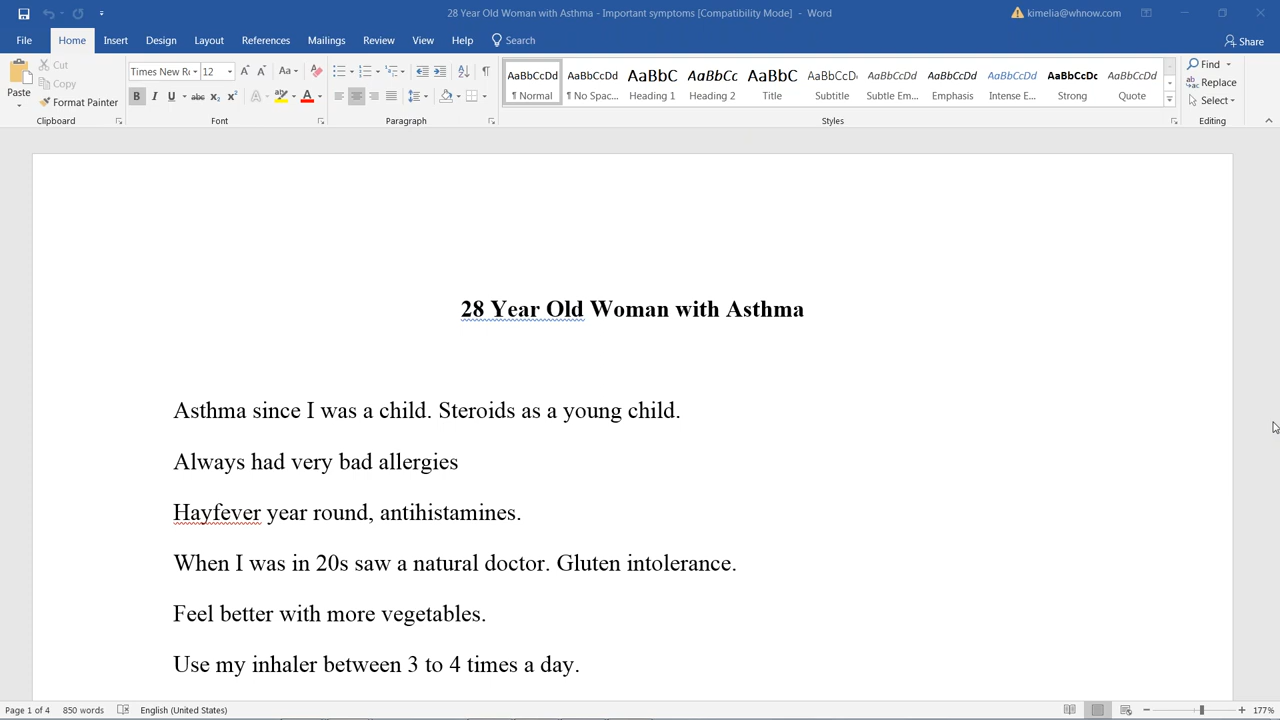 28 Year Old Woman with Asthma - Important symptoms [Compatibility Mode] - Word
kimelia@whnow.com
File Home Insert Design Layout References Mailings Review View Help Search Share
Paste
Cut
Copy
Format Painter
Clipboard
Times New R
12
Aa
B I U abc x₂ x² A ab A
Font
Paragraph
AaBbCcDd AaBbCcDd AaBbC AaBbCc AaBbC AaBbCcD AaBbCcDd AaBbCcDd AaBbCcDd AaBbCcDc AaBbCcDd
¶ Normal ¶ No Spac... Heading 1 Heading 2 Title Subtitle Subtle Em... Emphasis Intense E... Strong Quote
Styles
Find
Replace
Select
Editing
28 Year Old Woman with Asthma
Asthma since I was a child. Steroids as a young child.
Always had very bad allergies
Hayfever year round, antihistamines.
When I was in 20s saw a natural doctor. Gluten intolerance.
Feel better with more vegetables.
Use my inhaler between 3 to 4 times a day.
Page 1 of 4 850 words English (United States) 177%